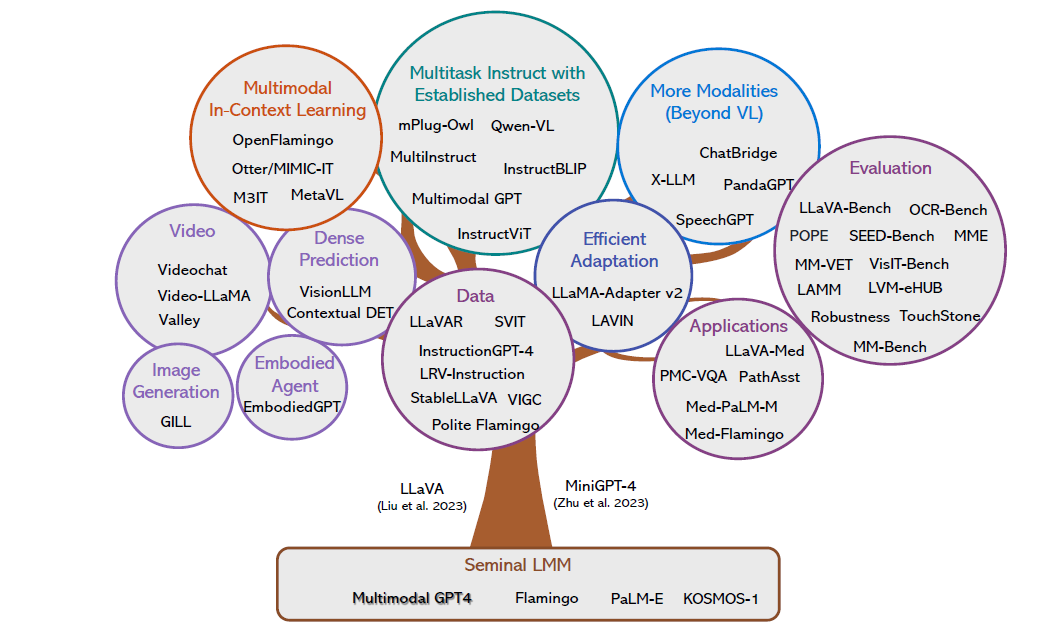 Multimodal
In-Context Learning
OpenFlamingo
Otter/MIMIC-IT
M3IT MetaVL
Multitask Instruct with
Established Datasets
mPlug-Owl Qwen-VL
MultiInstruct
InstructBLIP
Multimodal GPT
InstructViT
More Modalities
(Beyond VL)
ChatBridge
X-LLM PandaGPT
SpeechGPT
Evaluation
LLaVA-Bench OCR-Bench
POPE SEED-Bench MME
MM-VET VisIT-Bench
LAMM LVM-eHUB
Robustness TouchStone
MM-Bench
Video
Videochat
Video-LLaMA
Valley
Dense
Prediction
VisionLLM
Contextual DET
Efficient
Adaptation
LLaMA-Adapter v2
LAVIN
Data
LLaVAR SVIT
InstructionGPT-4
LRV-Instruction
StableLLaVA VIGC
Polite Flamingo
Applications
LLaVA-Med
PMC-VQA PathAsst
Med-PaLM-M
Med-Flamingo
Image
Generation
GILL
Embodied
Agent
EmbodiedGPT
LLaVA
(Liu et al. 2023)
MiniGPT-4
(Zhu et al. 2023)
Seminal LMM
Multimodal GPT4 Flamingo PaLM-E KOSMOS-1